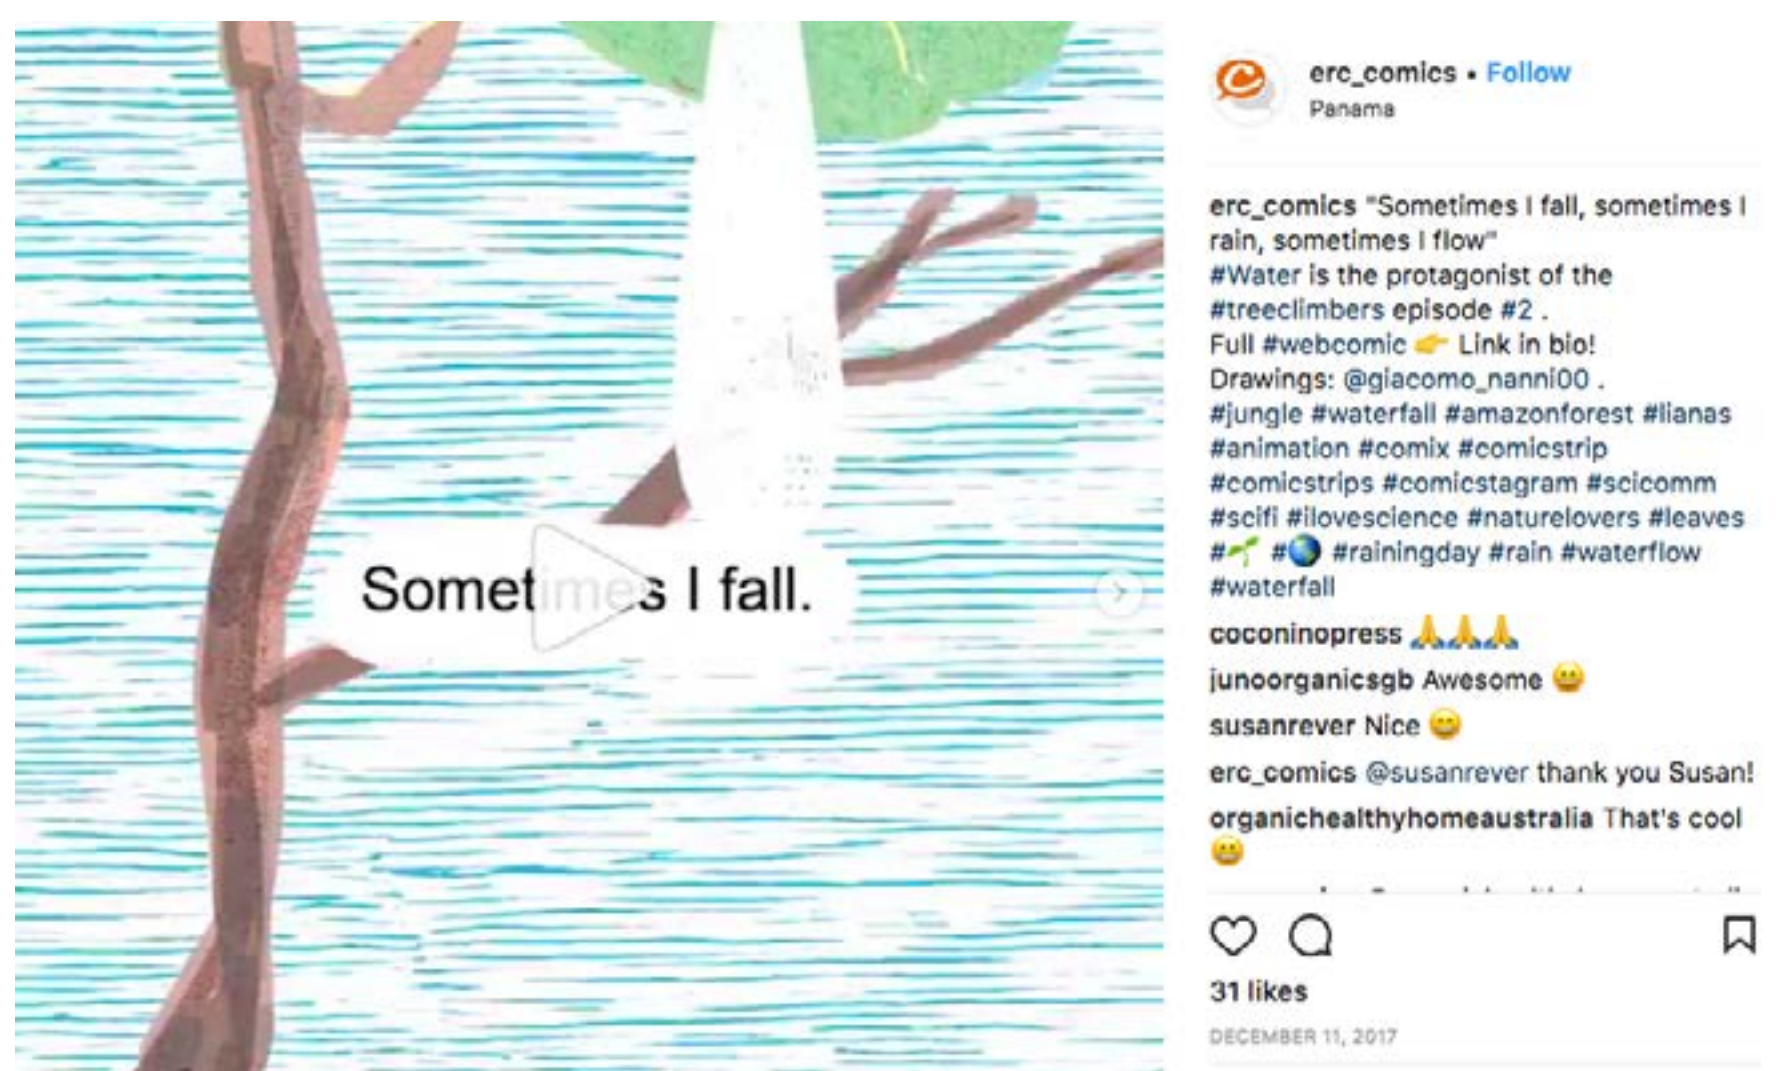 Sometimes I fall.
erc_comics • Follow
Panama
erc_comics "Sometimes I fall, sometimes I
rain, sometimes I flow"
#Water is the protagonist of the
#treeclimbers episode #2 .
Full #webcomic 👉 Link in bio!
Drawings: @giacomo_nanni00 .
#jungle #waterfall #amazonforest #lianas
#animation #comix #comicstrip
#comicstrips #comicstagram #scicomm
#scifi #ilovescience #naturelovers #leaves
#🌱 #🌎 #rainingday #rain #waterflow
#waterfall
coconinopress 🙏🙏🙏
junoorganicsgb Awesome 😀
susanrever Nice 😀
erc_comics @susanrever thank you Susan!
organichealthyhomeaustralia That's cool
😀
31 likes
DECEMBER 11, 2017